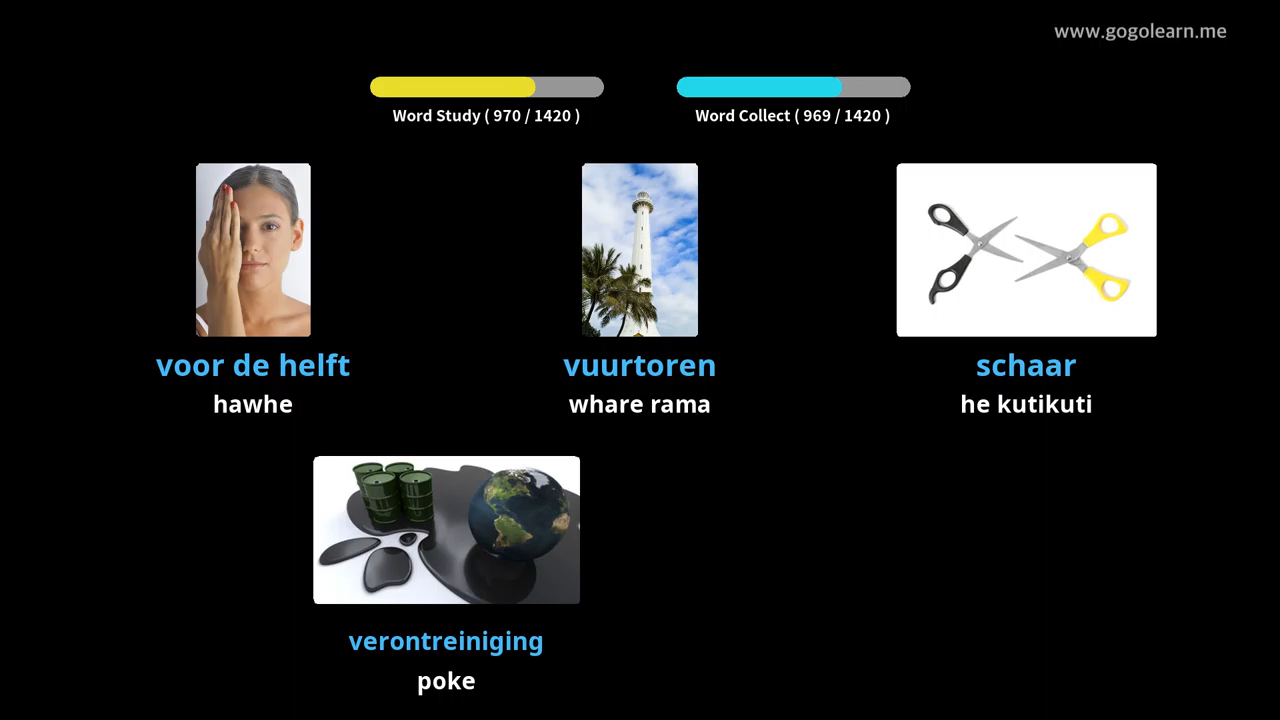 www.gogolearn.me
Word Study ( 970 / 1420 )
Word Collect ( 969 / 1420 )
voor de helft
hawhe
vuurtoren
whare rama
schaar
he kutikuti
verontreiniging
poke